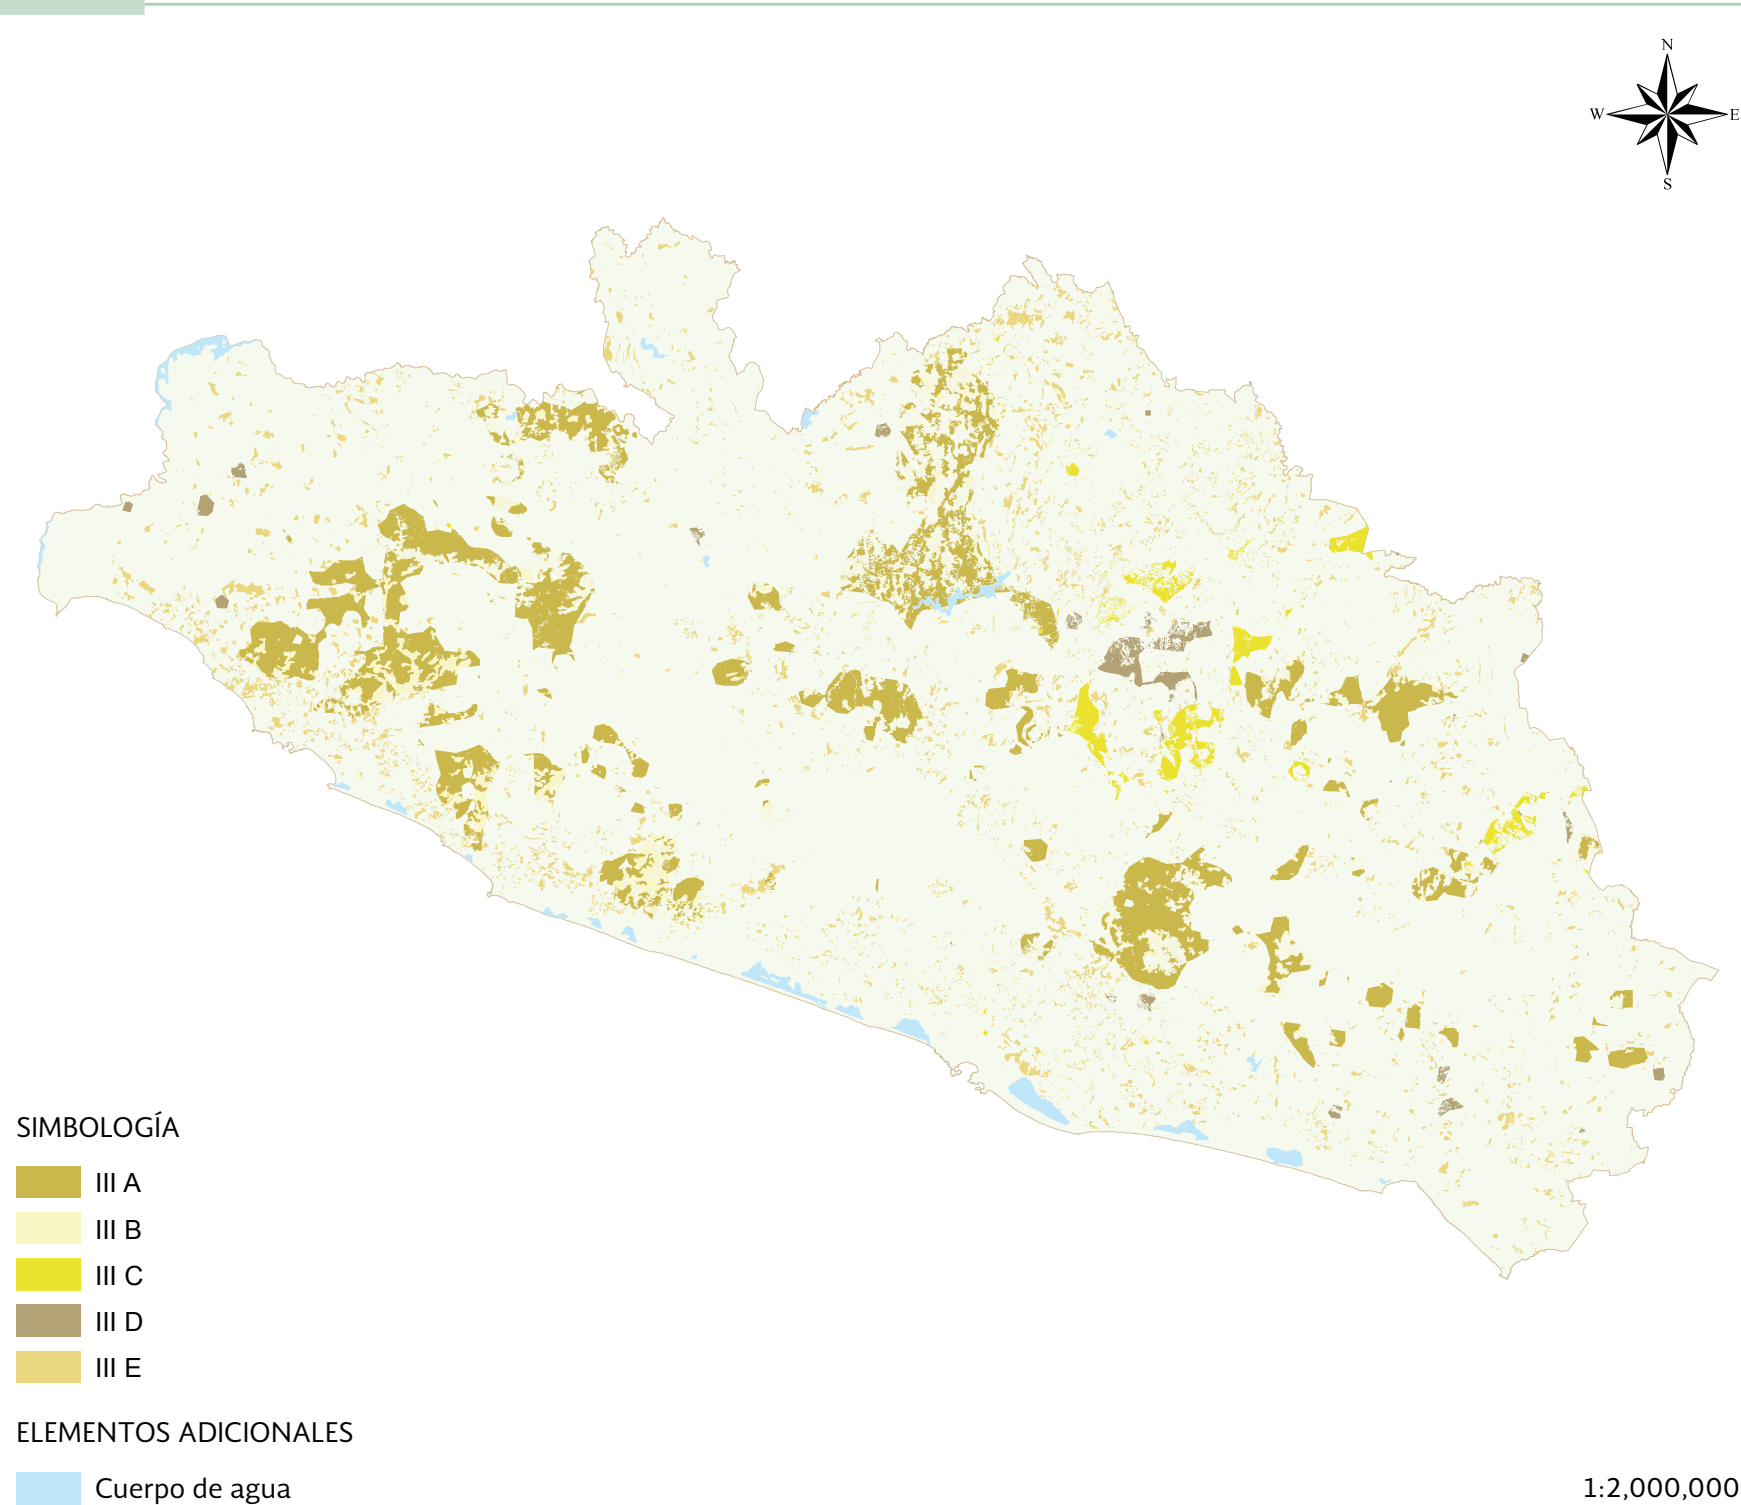 N
W E
S
SIMBOLOGÍA
III A
III B
III C
III D
III E
ELEMENTOS ADICIONALES
Cuerpo de agua
1:2,000,000